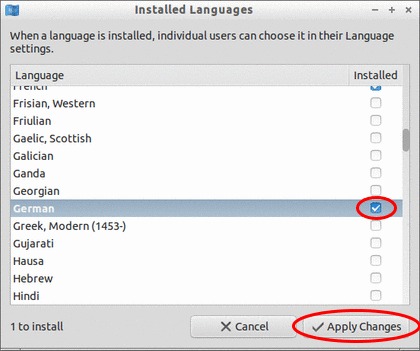 Installed Languages
When a language is installed, individual users can choose it in their Language
settings.
Language Installed
French
Frisian, Western
Friulian
Gaelic, Scottish
Galician
Ganda
Georgian
German
Greek, Modern (1453-)
Gujarati
Hausa
Hebrew
Hindi
1 to install Cancel Apply Changes